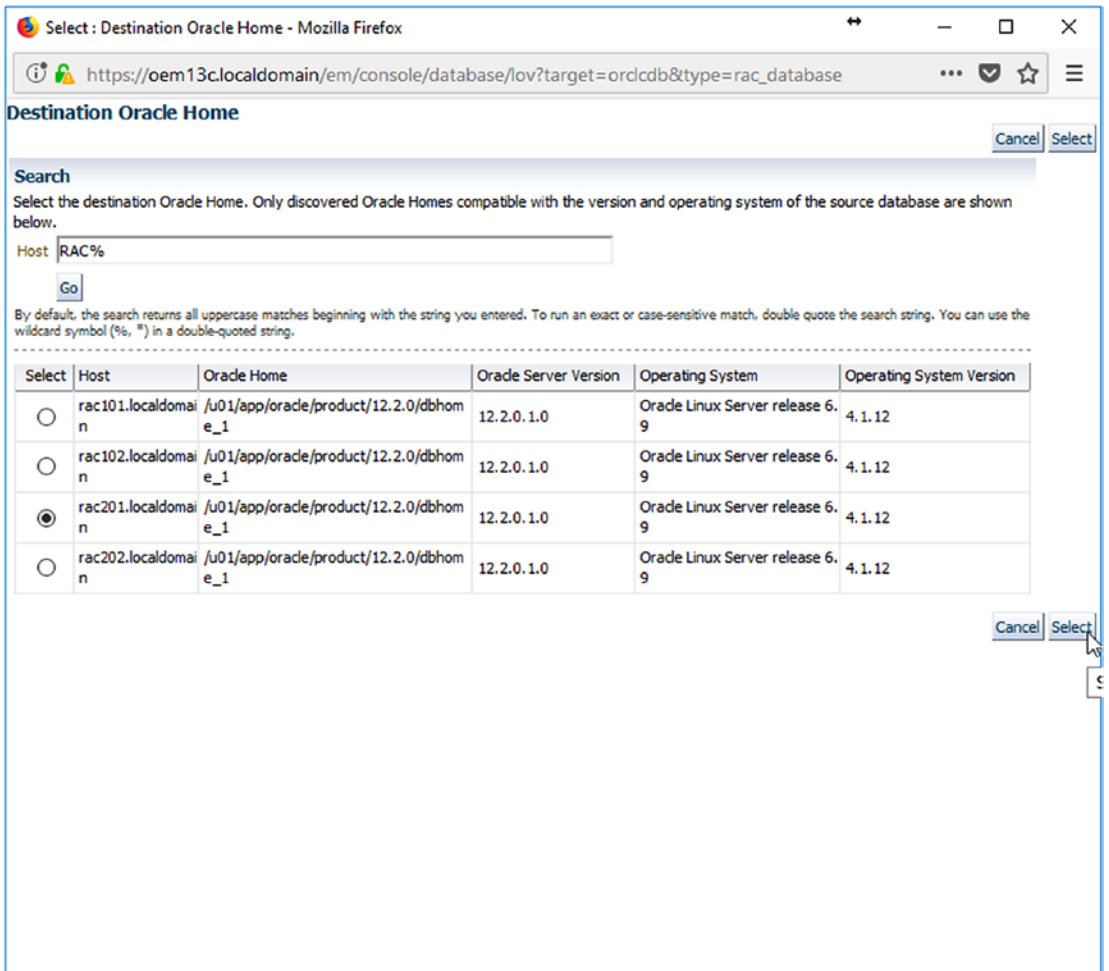 Select : Destination Oracle Home - Mozilla Firefox
https://oem13c.localdomain/em/console/database/lov?target=orclcdb&type=rac_database
Destination Oracle Home
Cancel Select
Search
Select the destination Oracle Home. Only discovered Oracle Homes compatible with the version and operating system of the source database are shown
below.
Host RAC%
Go
By default, the search returns all uppercase matches beginning with the string you entered. To run an exact or case-sensitive match, double quote the search string. You can use the
wildcard symbol (%, *) in a double-quoted string.
Select Host Oracle Home Oracle Server Version Operating System Operating System Version
rac101.localdomai /u01/app/oracle/product/12.2.0/dbhom 12.2.0.1.0 Oracle Linux Server release 6. 4.1.12
n e_1 9
rac102.localdomai /u01/app/oracle/product/12.2.0/dbhom 12.2.0.1.0 Oracle Linux Server release 6. 4.1.12
n e_1 9
rac201.localdomai /u01/app/oracle/product/12.2.0/dbhom 12.2.0.1.0 Oracle Linux Server release 6. 4.1.12
n e_1 9
rac202.localdomai /u01/app/oracle/product/12.2.0/dbhom 12.2.0.1.0 Oracle Linux Server release 6. 4.1.12
n e_1 9
Cancel Select